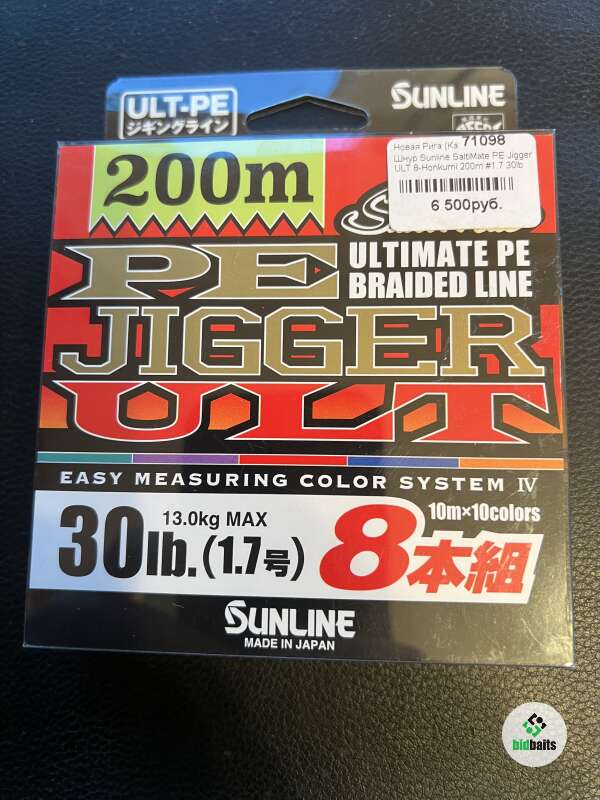 ULT-PE
ジギングライン
SUNLINE
200m
Новая Рига (Ка 71098
Шнур Sunline SaltiMate PE Jigger
ULT 8-Honkumi 200m #1.7 30lb
6 500руб.
PE
ULTIMATE PE
BRAIDED LINE
JIGGER
ULT
EASY MEASURING COLOR SYSTEM IV
13.0kg MAX
10m×10colors
30lb. (1.7号)
8本組
SUNLINE
MADE IN JAPAN
bidbaits